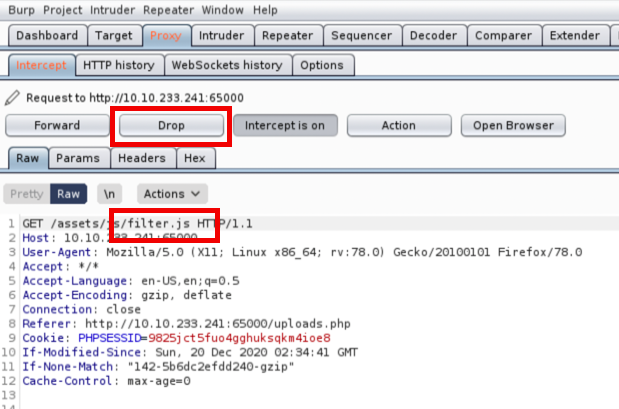 Burp Project Intruder Repeater Window Help
Dashboard Target Proxy Intruder Repeater Sequencer Decoder Comparer Extender
Intercept HTTP history WebSockets history Options
Request to http://10.10.233.241:65000
Forward Drop Intercept is on Action Open Browser
Raw Params Headers Hex
Pretty Raw \n Actions
1 GET /assets/js/filter.js HTTP/1.1
2 Host: 10.10.233.241:65000
3 User-Agent: Mozilla/5.0 (X11; Linux x86_64; rv:78.0) Gecko/20100101 Firefox/78.0
4 Accept: */*
5 Accept-Language: en-US,en;q=0.5
6 Accept-Encoding: gzip, deflate
7 Connection: close
8 Referer: http://10.10.233.241:65000/uploads.php
9 Cookie: PHPSESSID=9825jct5fuo4gghuksqkm4ioe8
10 If-Modified-Since: Sun, 20 Dec 2020 02:34:41 GMT
11 If-None-Match: "142-5b6dc2efdd240-gzip"
12 Cache-Control: max-age=0
13
14